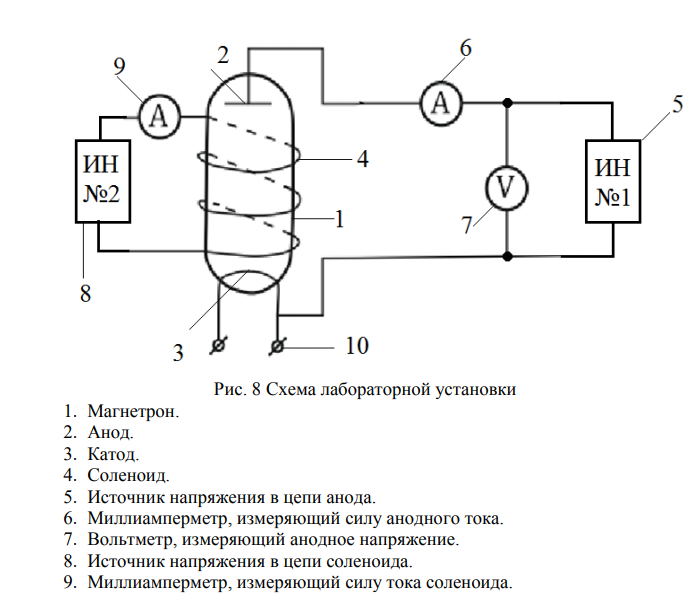 6
2
9
5
А
А
ИН
№2
4
ИН
№1
V
1
7
8
3
10
Рис. 8 Схема лабораторной установки
1. Магнетрон.
2. Анод.
3. Катод.
4. Соленоид.
5. Источник напряжения в цепи анода.
6. Миллиамперметр, измеряющий силу анодного тока.
7. Вольтметр, измеряющий анодное напряжение.
8. Источник напряжения в цепи соленоида.
9. Миллиамперметр, измеряющий силу тока соленоида.